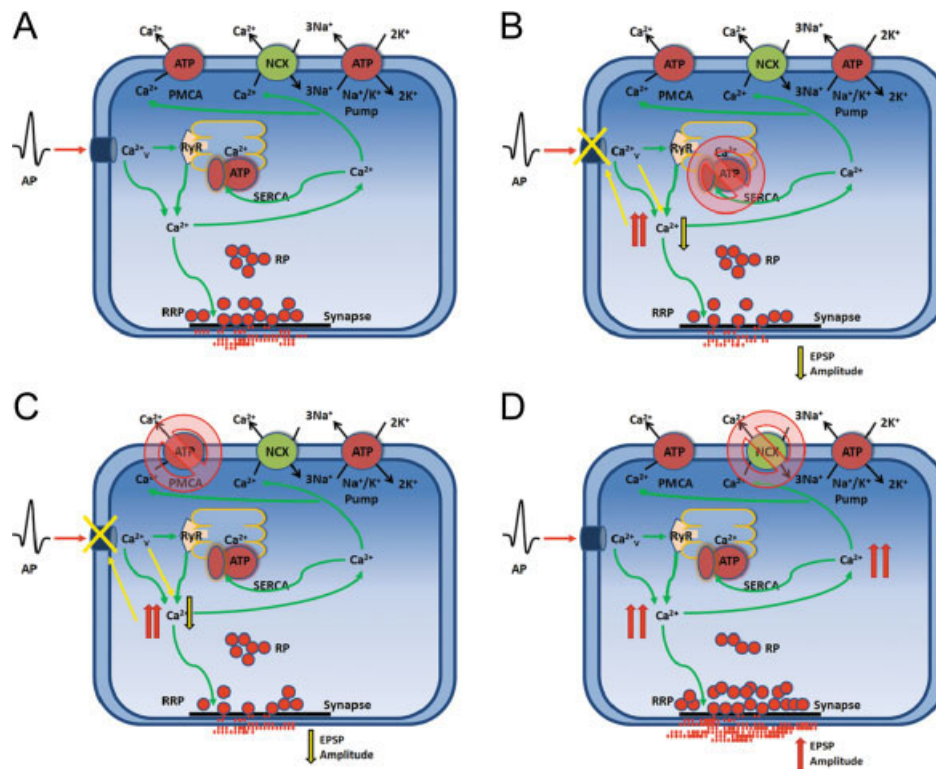 A
Ca²⁺
3Na⁺
2K⁺
ATP
NCX
ATP
Ca²⁺
PMCA
Ca²⁺
3Na⁺
Na⁺/K⁺
2K⁺
Pump
AP
Ca²⁺ᵥ
RyR
Ca²⁺
ATP
SERCA
Ca²⁺
Ca²⁺
RP
RRP
Synapse
B
Ca²⁺
Ca²⁺
3Na⁺
2K⁺
ATP
NCX
ATP
Ca²⁺
PMCA
Ca²⁺
3Na⁺
Na⁺/K⁺
2K⁺
Pump
AP
Ca²⁺ᵥ
RyR
Ca²⁺
ATP
SERCA
Ca²⁺
Ca²⁺
RP
RRP
Synapse
EPSP
Amplitude
C
Ca²⁺
Ca²⁺
3Na⁺
2K⁺
ATP
NCX
ATP
Ca²⁺
PMCA
Ca²⁺
3Na⁺
Na⁺/K⁺
2K⁺
Pump
AP
Ca²⁺ᵥ
RyR
Ca²⁺
ATP
SERCA
Ca²⁺
Ca²⁺
RP
RRP
Synapse
EPSP
Amplitude
D
Ca²⁺
Ca²⁺
3Na⁺
2K⁺
ATP
NCX
ATP
Ca²⁺
PMCA
Ca²⁺
3Na⁺
Na⁺/K⁺
2K⁺
Pump
AP
Ca²⁺ᵥ
RyR
Ca²⁺
ATP
SERCA
Ca²⁺
Ca²⁺
RP
RRP
Synapse
EPSP
Amplitude